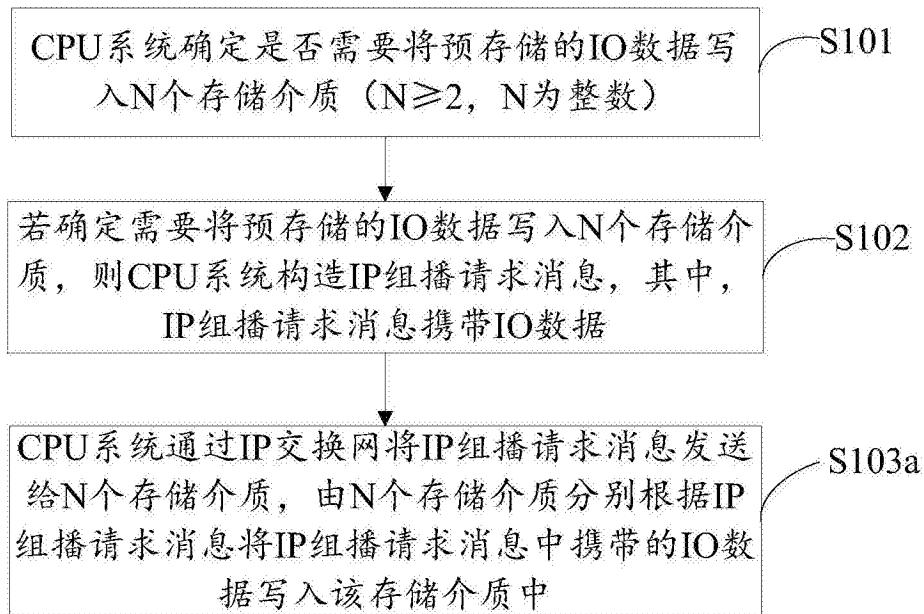 CPU系统确定是否需要将预存储的IO数据写
入N个存储介质（N≥2，N为整数）
S101
若确定需要将预存储的IO数据写入N个存储介
质，则CPU系统构造IP组播请求消息，其中，
IP组播请求消息携带IO数据
S102
CPU系统通过IP交换网将IP组播请求消息发送
给N个存储介质，由N个存储介质分别根据IP
组播请求消息将IP组播请求消息中携带的IO数
据写入该存储介质中
S103a